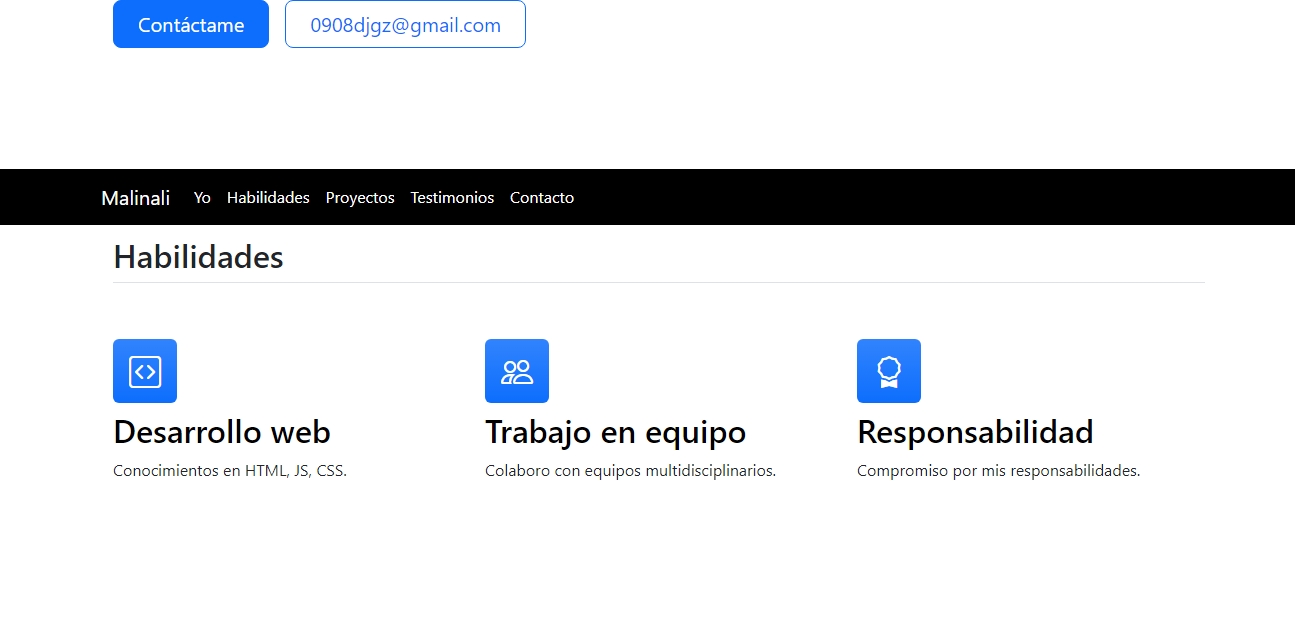 Contáctame 0908djgz@gmail.com
Malinali Yo Habilidades Proyectos Testimonios Contacto
Habilidades
Desarrollo web
Conocimientos en HTML, JS, CSS.
Trabajo en equipo
Colaboro con equipos multidisciplinarios.
Responsabilidad
Compromiso por mis responsabilidades.